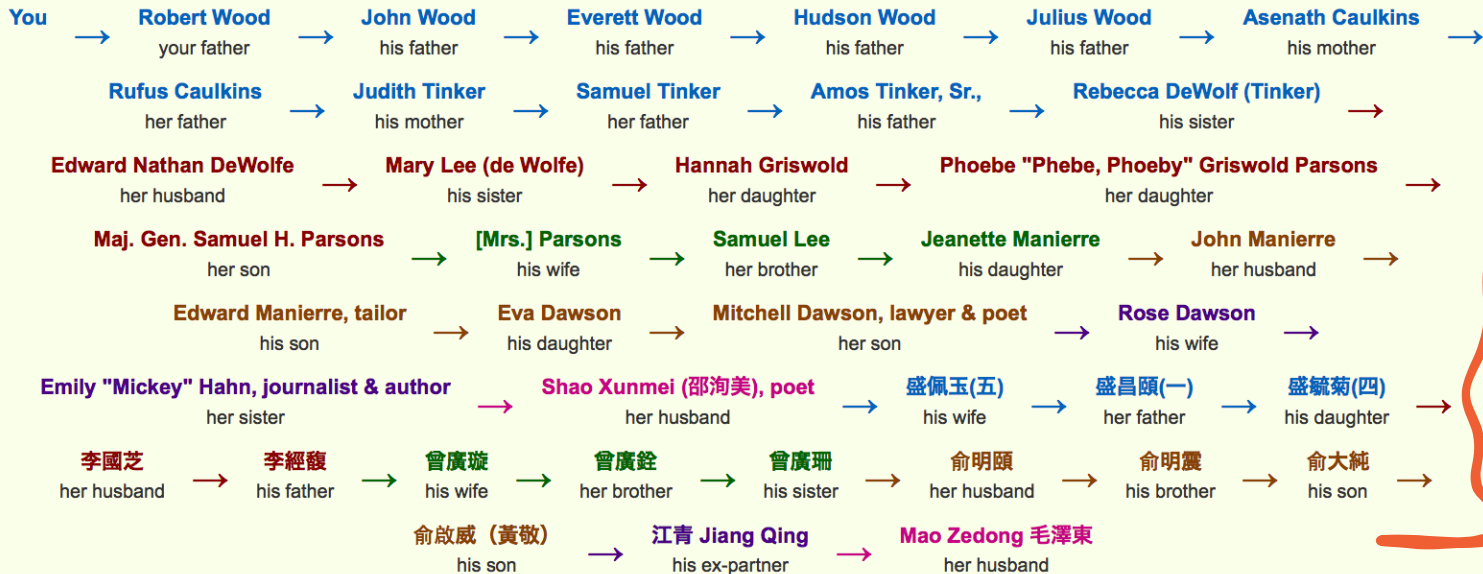 You → Robert Wood → John Wood → Everett Wood → Hudson Wood → Julius Wood → Asenath Caulkins →
your father his father his father his father his father his mother
Rufus Caulkins → Judith Tinker → Samuel Tinker → Amos Tinker, Sr., → Rebecca DeWolf (Tinker) →
her father his mother her father his father his sister
Edward Nathan DeWolfe → Mary Lee (de Wolfe) → Hannah Griswold → Phoebe "Phebe, Phoeby" Griswold Parsons →
her husband his sister her daughter her daughter
Maj. Gen. Samuel H. Parsons → [Mrs.] Parsons → Samuel Lee → Jeanette Manierre → John Manierre →
her son his wife her brother his daughter her husband
Edward Manierre, tailor → Eva Dawson → Mitchell Dawson, lawyer & poet → Rose Dawson →
his son his daughter her son his wife
Emily "Mickey" Hahn, journalist & author → Shao Xunmei (邵洵美), poet → 盛佩玉(五) → 盛昌頤(一) → 盛毓菊(四) →
her sister her husband his wife her father his daughter
李國芝 → 李經馥 → 曾廣璇 → 曾廣銓 → 曾廣珊 → 俞明頤 → 俞明震 → 俞大純 →
her husband his father his wife her brother his sister her husband his brother his son
俞啟威（黃敬） → 江青 Jiang Qing → Mao Zedong 毛澤東
his son his ex-partner her husband